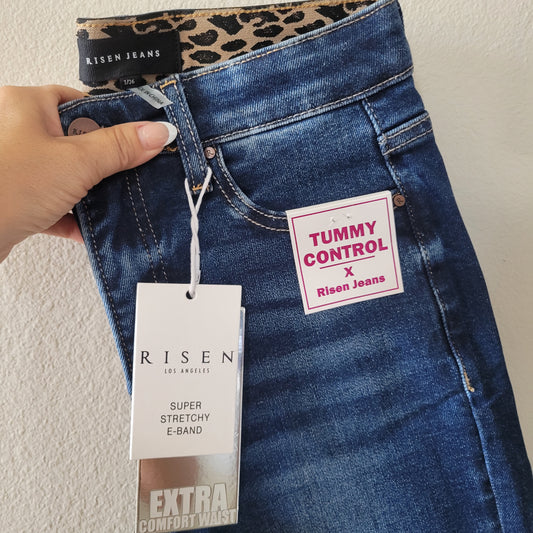 RISEN JEANS
TUMMY
CONTROL
X
Risen Jeans
RISEN
LOS ANGELES
SUPER
STRETCHY
E-BAND
EXTRA
COMFORT WAIST